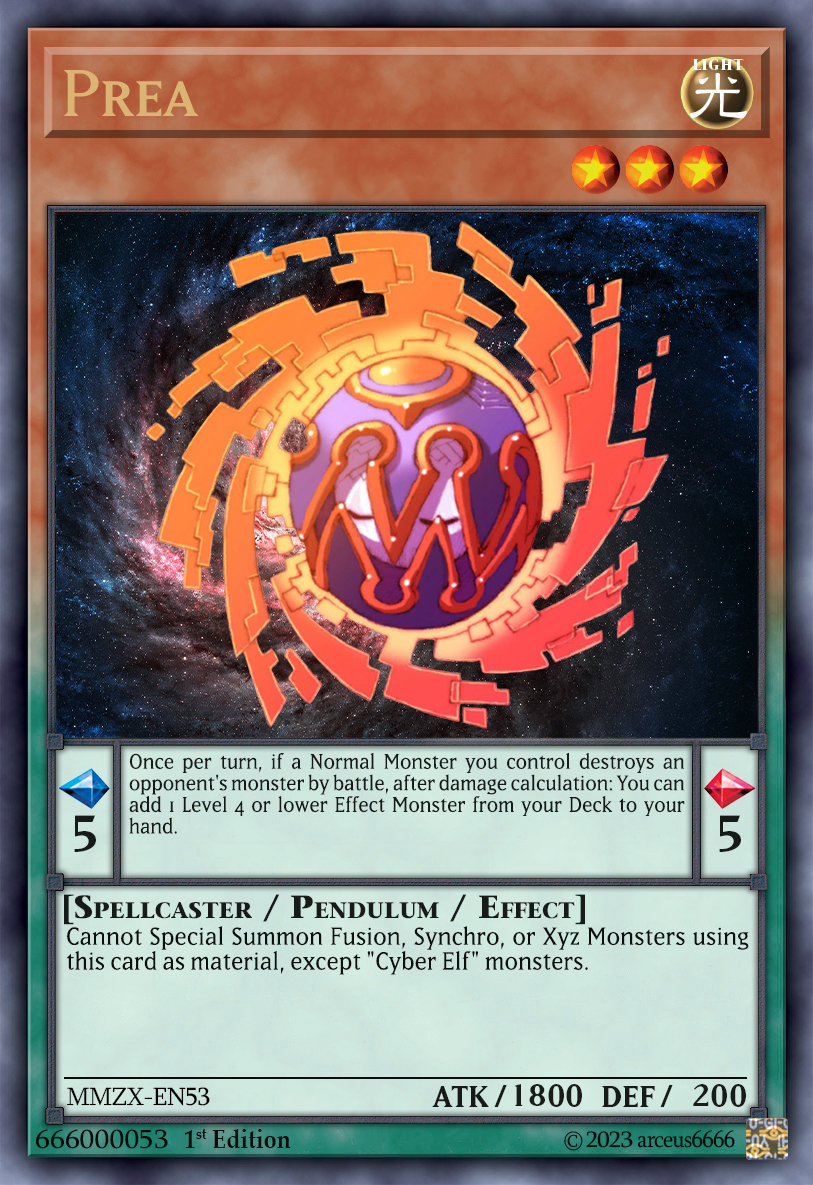 Prea
LIGHT
光
5
Once per turn, if a Normal Monster you control destroys an
opponent's monster by battle, after damage calculation: You can
add 1 Level 4 or lower Effect Monster from your Deck to your
hand.
5
[Spellcaster / Pendulum / Effect]
Cannot Special Summon Fusion, Synchro, or Xyz Monsters using
this card as material, except "Cyber Elf" monsters.
MMZX-EN53
ATK / 1800 DEF / 200
666000053 1st Edition
© 2023 arceus6666